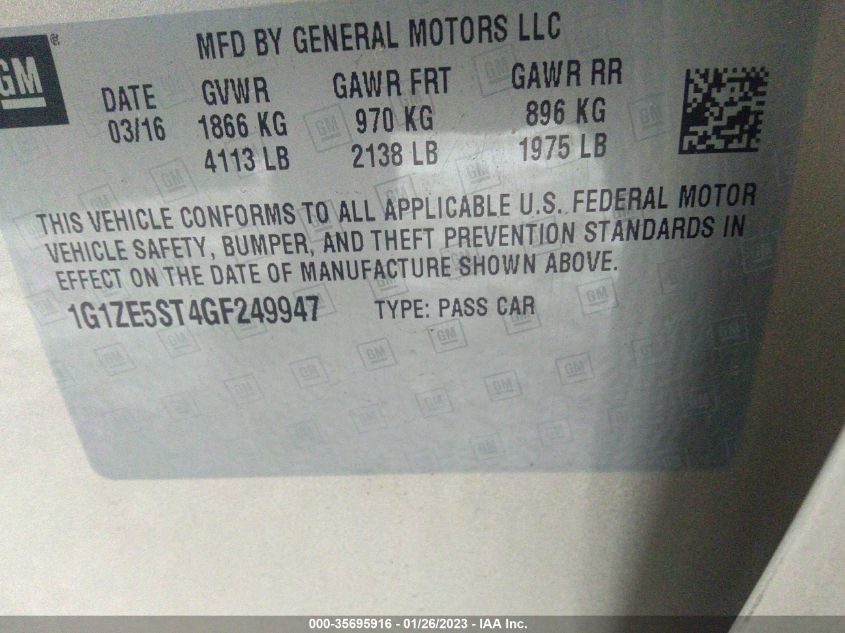 GM®
MFD BY GENERAL MOTORS LLC
DATE GVWR GAWR FRT GAWR RR
03/16 1866 KG 970 KG 896 KG
4113 LB 2138 LB 1975 LB
THIS VEHICLE CONFORMS TO ALL APPLICABLE U.S. FEDERAL MOTOR
VEHICLE SAFETY, BUMPER, AND THEFT PREVENTION STANDARDS IN
EFFECT ON THE DATE OF MANUFACTURE SHOWN ABOVE.
1G1ZE5ST4GF249947 TYPE: PASS CAR
000-35695916 - 01/26/2023 - IAA Inc.